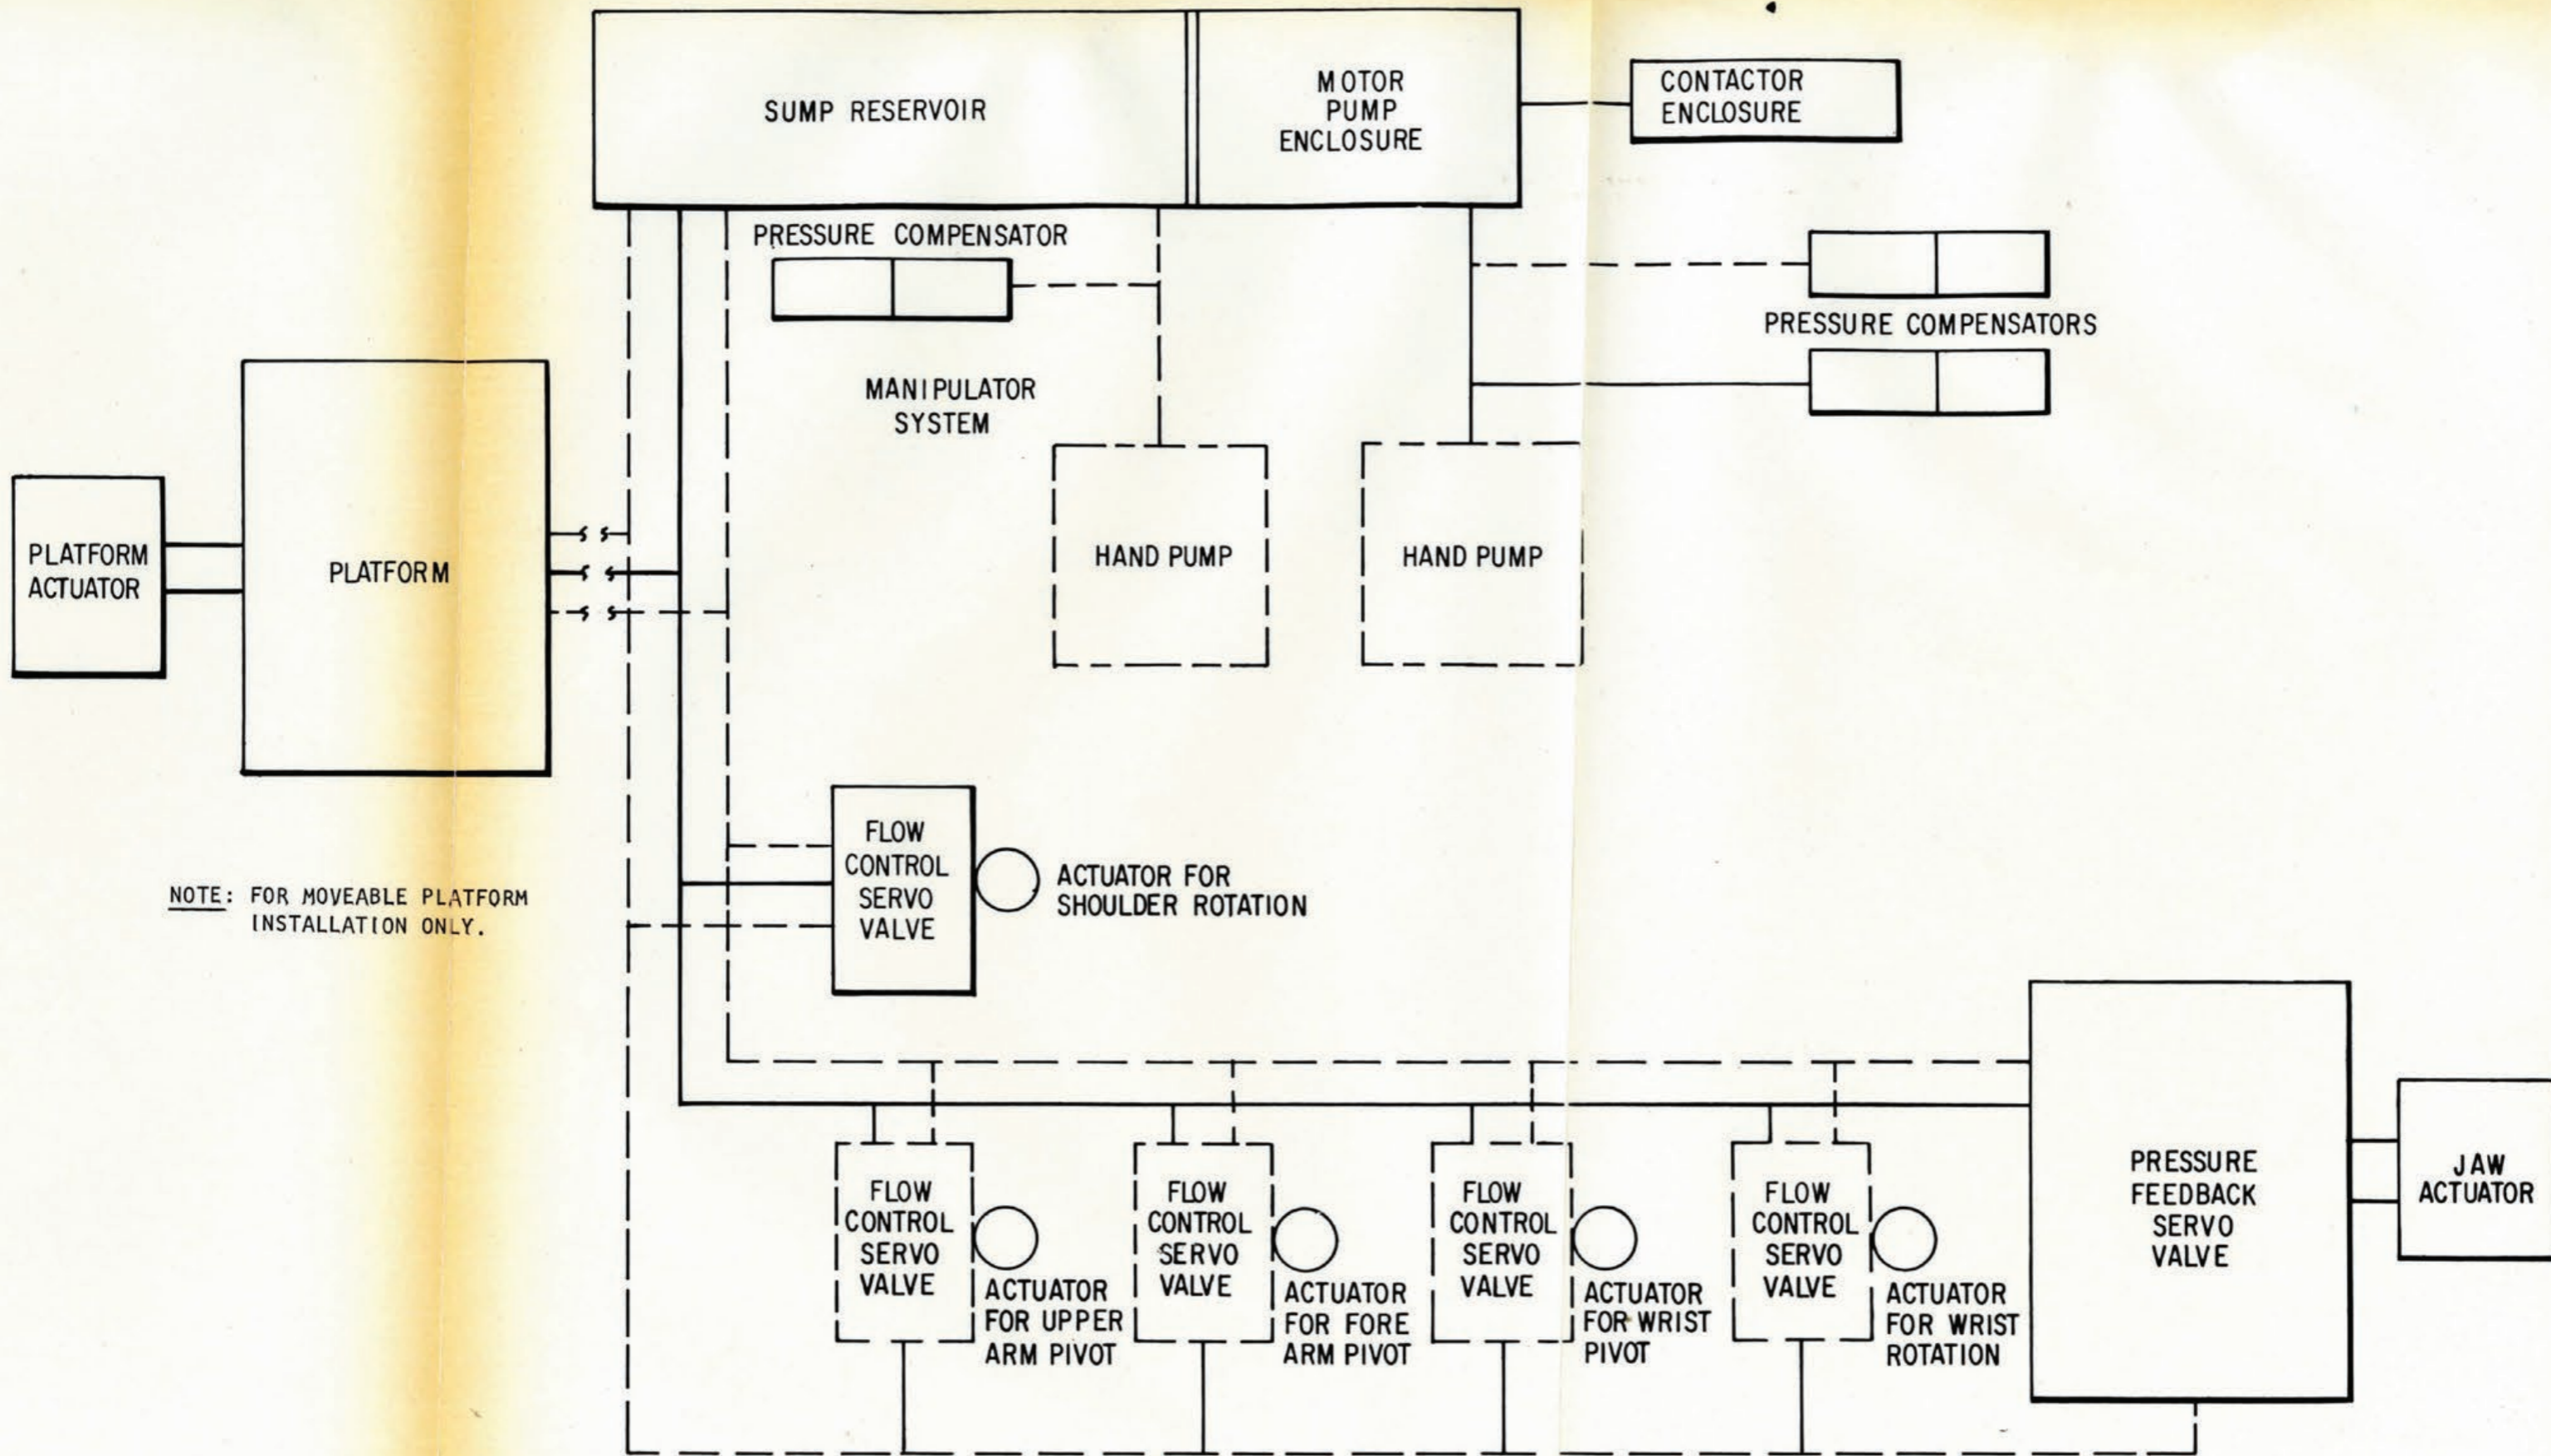 SUMP RESERVOIR
MOTOR
PUMP
ENCLOSURE
CONTACTOR
ENCLOSURE
PRESSURE COMPENSATOR
PRESSURE COMPENSATORS
MANIPULATOR
SYSTEM
PLATFORM
ACTUATOR
PLATFORM
HAND PUMP
HAND PUMP
NOTE: FOR MOVEABLE PLATFORM
INSTALLATION ONLY.
FLOW
CONTROL
SERVO
VALVE
ACTUATOR FOR
SHOULDER ROTATION
FLOW
CONTROL
SERVO
VALVE
ACTUATOR
FOR UPPER
ARM PIVOT
FLOW
CONTROL
SERVO
VALVE
ACTUATOR
FOR FORE
ARM PIVOT
FLOW
CONTROL
SERVO
VALVE
ACTUATOR
FOR WRIST
PIVOT
FLOW
CONTROL
SERVO
VALVE
ACTUATOR
FOR WRIST
ROTATION
PRESSURE
FEEDBACK
SERVO
VALVE
JAW
ACTUATOR